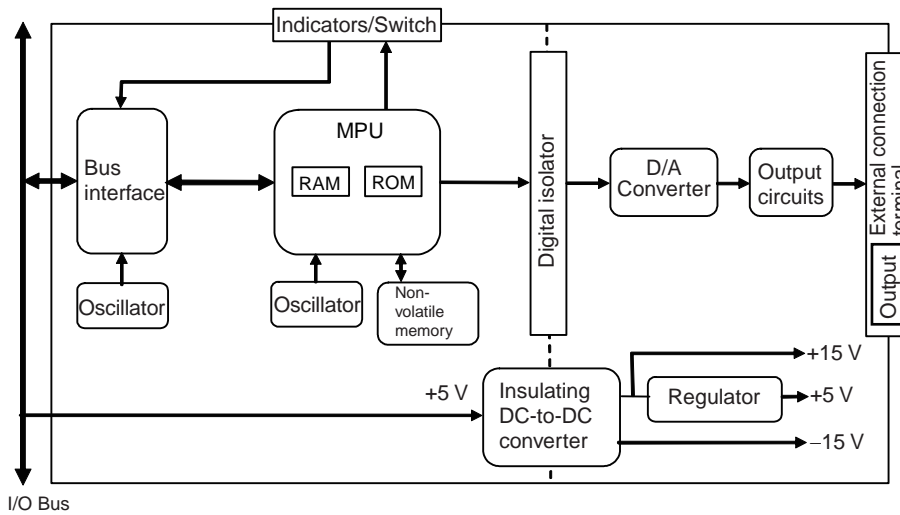 Indicators/Switch
Bus
interface
MPU
RAM
ROM
Oscillator
Oscillator
Non-
volatile
memory
Digital isolator
D/A
Converter
Output
circuits
External connection
terminal
Output
+5 V
Insulating
DC-to-DC
converter
Regulator
+15 V
+5 V
−15 V
I/O Bus